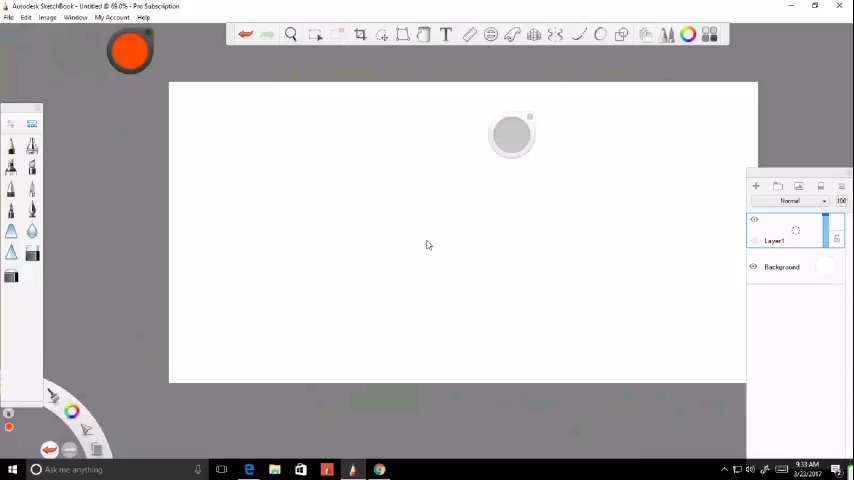 Autodesk SketchBook - Untitled @ 69.0% - Pro Subscription
File Edit Image Window My Account Help
T
Normal 100
Layer1
Background
Ask me anything
9:33 AM
3/23/2017
2